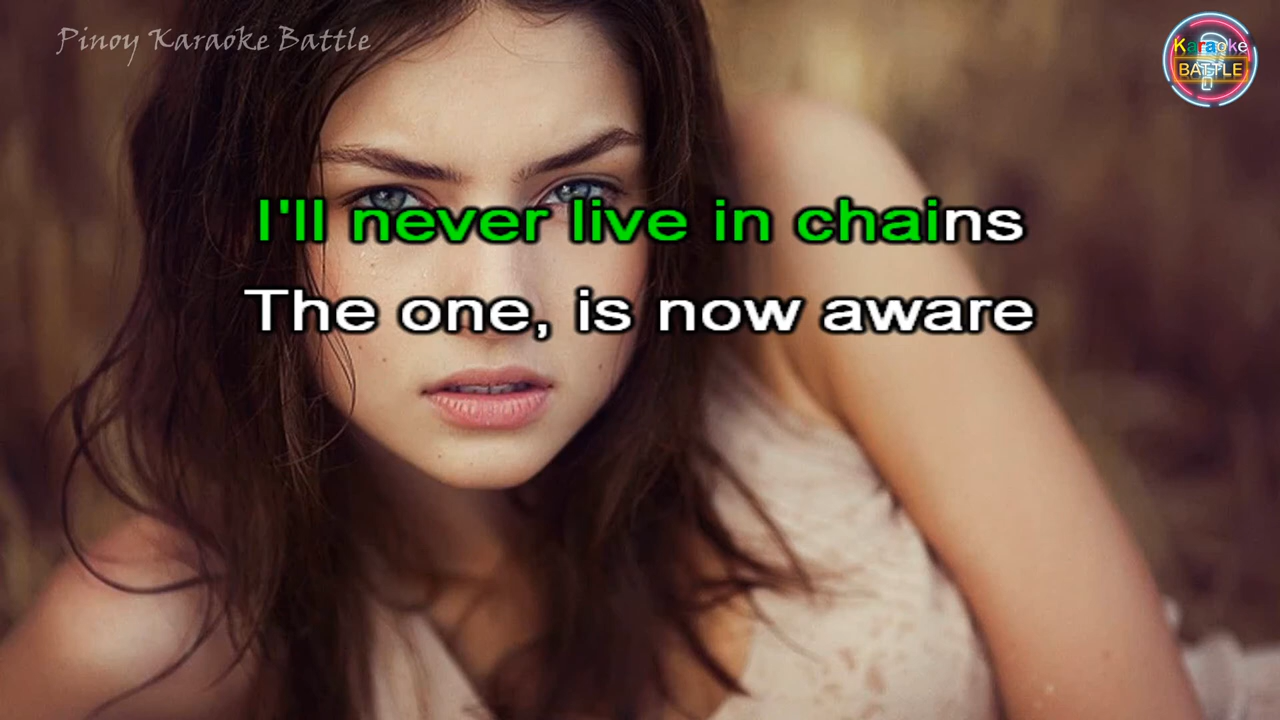 Pinoy Karaoke Battle
Karaoke
BATTLE
I'll never live in chains
The one, is now aware